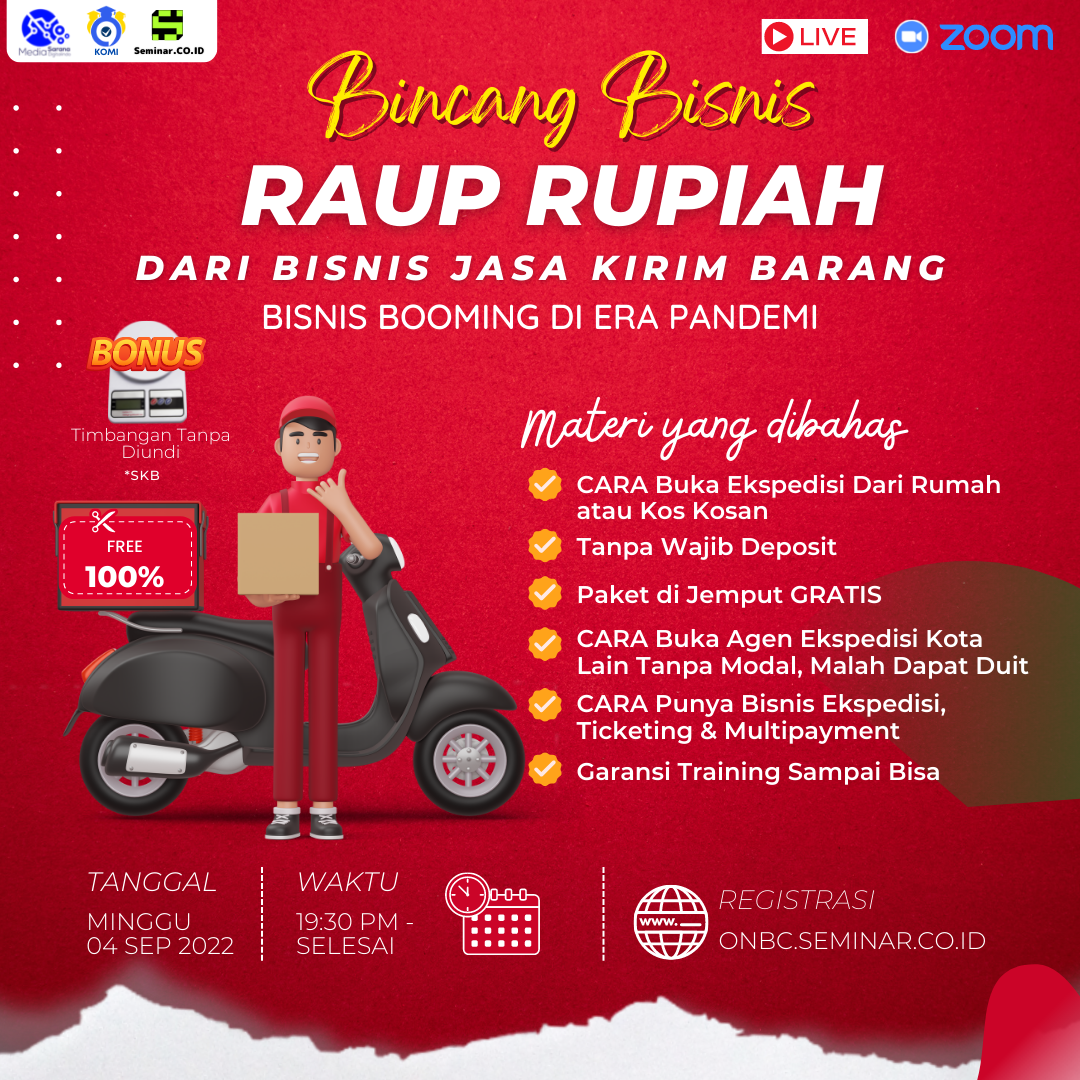 Media Sarana
KOMI
Seminar.CO.ID
LIVE
zoom
Bincang Bisnis
RAUP RUPIAH
DARI BISNIS JASA KIRIM BARANG
BISNIS BOOMING DI ERA PANDEMI
BONUS
Timbangan Tanpa
Diundi
*SKB
FREE
100%
Materi yang dibahas
CARA Buka Ekspedisi Dari Rumah
atau Kos Kosan
Tanpa Wajib Deposit
Paket di Jemput GRATIS
CARA Buka Agen Ekspedisi Kota
Lain Tanpa Modal, Malah Dapat Duit
CARA Punya Bisnis Ekspedisi,
Ticketing & Multipayment
Garansi Training Sampai Bisa
TANGGAL
MINGGU
04 SEP 2022
WAKTU
19:30 PM -
SELESAI
www.
REGISTRASI
ONBC.SEMINAR.CO.ID